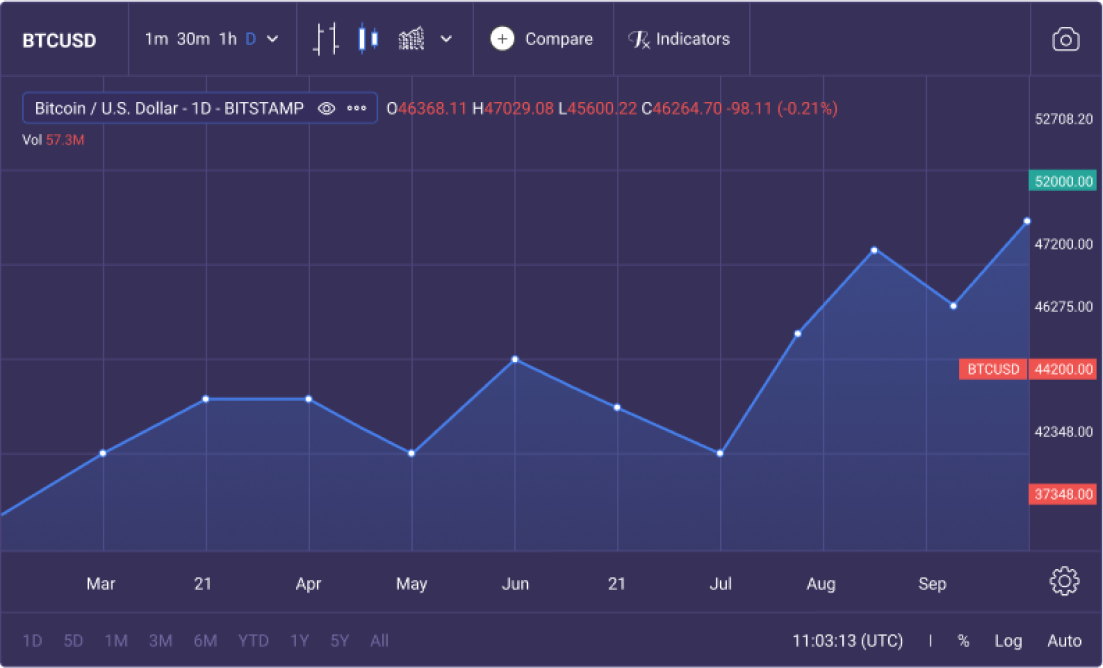 BTCUSD 1m 30m 1h D Compare Indicators
Bitcoin / U.S. Dollar - 1D - BITSTAMP O46368.11 H47029.08 L45600.22 C46264.70 -98.11 (-0.21%)
Vol 57.3M
52708.20
52000.00
47200.00
46275.00
BTCUSD 44200.00
42348.00
37348.00
Mar 21 Apr May Jun 21 Jul Aug Sep
1D 5D 1M 3M 6M YTD 1Y 5Y All 11:03:13 (UTC) | % Log Auto